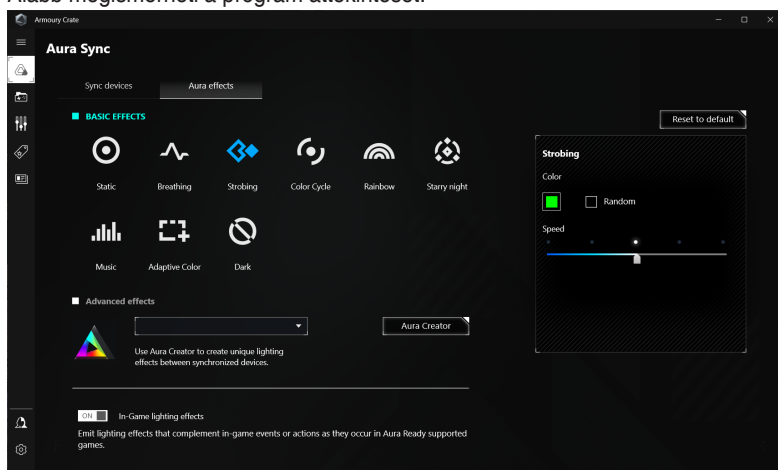 Alább megismerheti a program áttekintését.
Armoury Crate
Aura Sync
Sync devices
Aura effects
BASIC EFFECTS
Reset to default
Static
Breathing
Strobing
Color Cycle
Rainbow
Starry night
Music
Adaptive Color
Dark
Strobing
Color
Random
Speed
Advanced effects
Aura Creator
Use Aura Creator to create unique lighting
effects between synchronized devices.
ON
In-Game lighting effects
Emit lighting effects that complement in-game events or actions as they occur in Aura Ready supported
games.